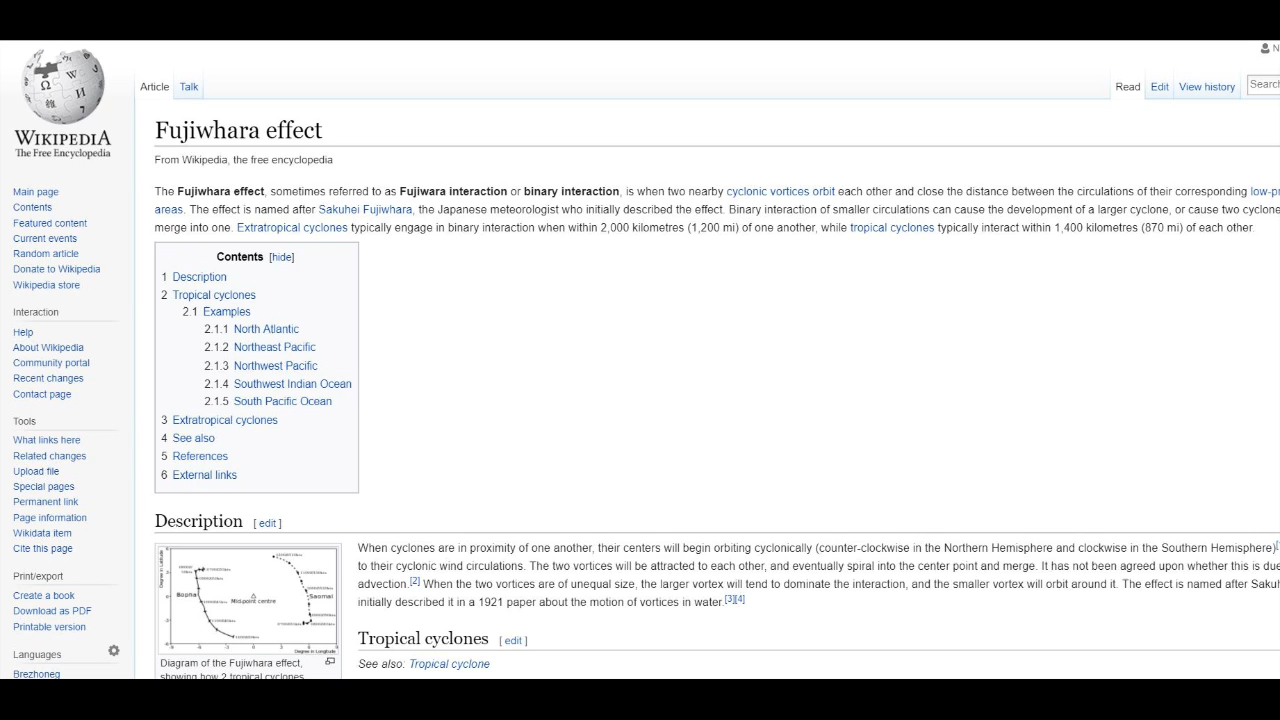 N
Article Talk Read Edit View history Search
WIKIPEDIA
The Free Encyclopedia
Main page
Contents
Featured content
Current events
Random article
Donate to Wikipedia
Wikipedia store
Interaction
Help
About Wikipedia
Community portal
Recent changes
Contact page
Tools
What links here
Related changes
Upload file
Special pages
Permanent link
Page information
Wikidata item
Cite this page
Print/export
Create a book
Download as PDF
Printable version
Languages
Brezhoneg
Fujiwhara effect
From Wikipedia, the free encyclopedia
The Fujiwhara effect, sometimes referred to as Fujiwara interaction or binary interaction, is when two nearby cyclonic vortices orbit each other and close the distance between the circulations of their corresponding low-pr
areas. The effect is named after Sakuhei Fujiwhara, the Japanese meteorologist who initially described the effect. Binary interaction of smaller circulations can cause the development of a larger cyclone, or cause two cyclone
merge into one. Extratropical cyclones typically engage in binary interaction when within 2,000 kilometres (1,200 mi) of one another, while tropical cyclones typically interact within 1,400 kilometres (870 mi) of each other.
Contents [hide]
1 Description
2 Tropical cyclones
2.1 Examples
2.1.1 North Atlantic
2.1.2 Northeast Pacific
2.1.3 Northwest Pacific
2.1.4 Southwest Indian Ocean
2.1.5 South Pacific Ocean
3 Extratropical cyclones
4 See also
5 References
6 External links
Description [ edit ]
Bopha Mid-point centre Saomai
Degree in Longitude
Diagram of the Fujiwhara effect,
showing how 2 tropical cyclones
When cyclones are in proximity of one another, their centers will begin orbiting cyclonically (counter-clockwise in the Northern Hemisphere and clockwise in the Southern Hemisphere)[
to their cyclonic wind circulations. The two vortices will be attracted to each other, and eventually spiral into the center point and merge. It has not been agreed upon whether this is due
advection.[2] When the two vortices are of unequal size, the larger vortex will tend to dominate the interaction, and the smaller vortex will orbit around it. The effect is named after Sakuh
initially described it in a 1921 paper about the motion of vortices in water.[3][4]
Tropical cyclones [ edit ]
See also: Tropical cyclone